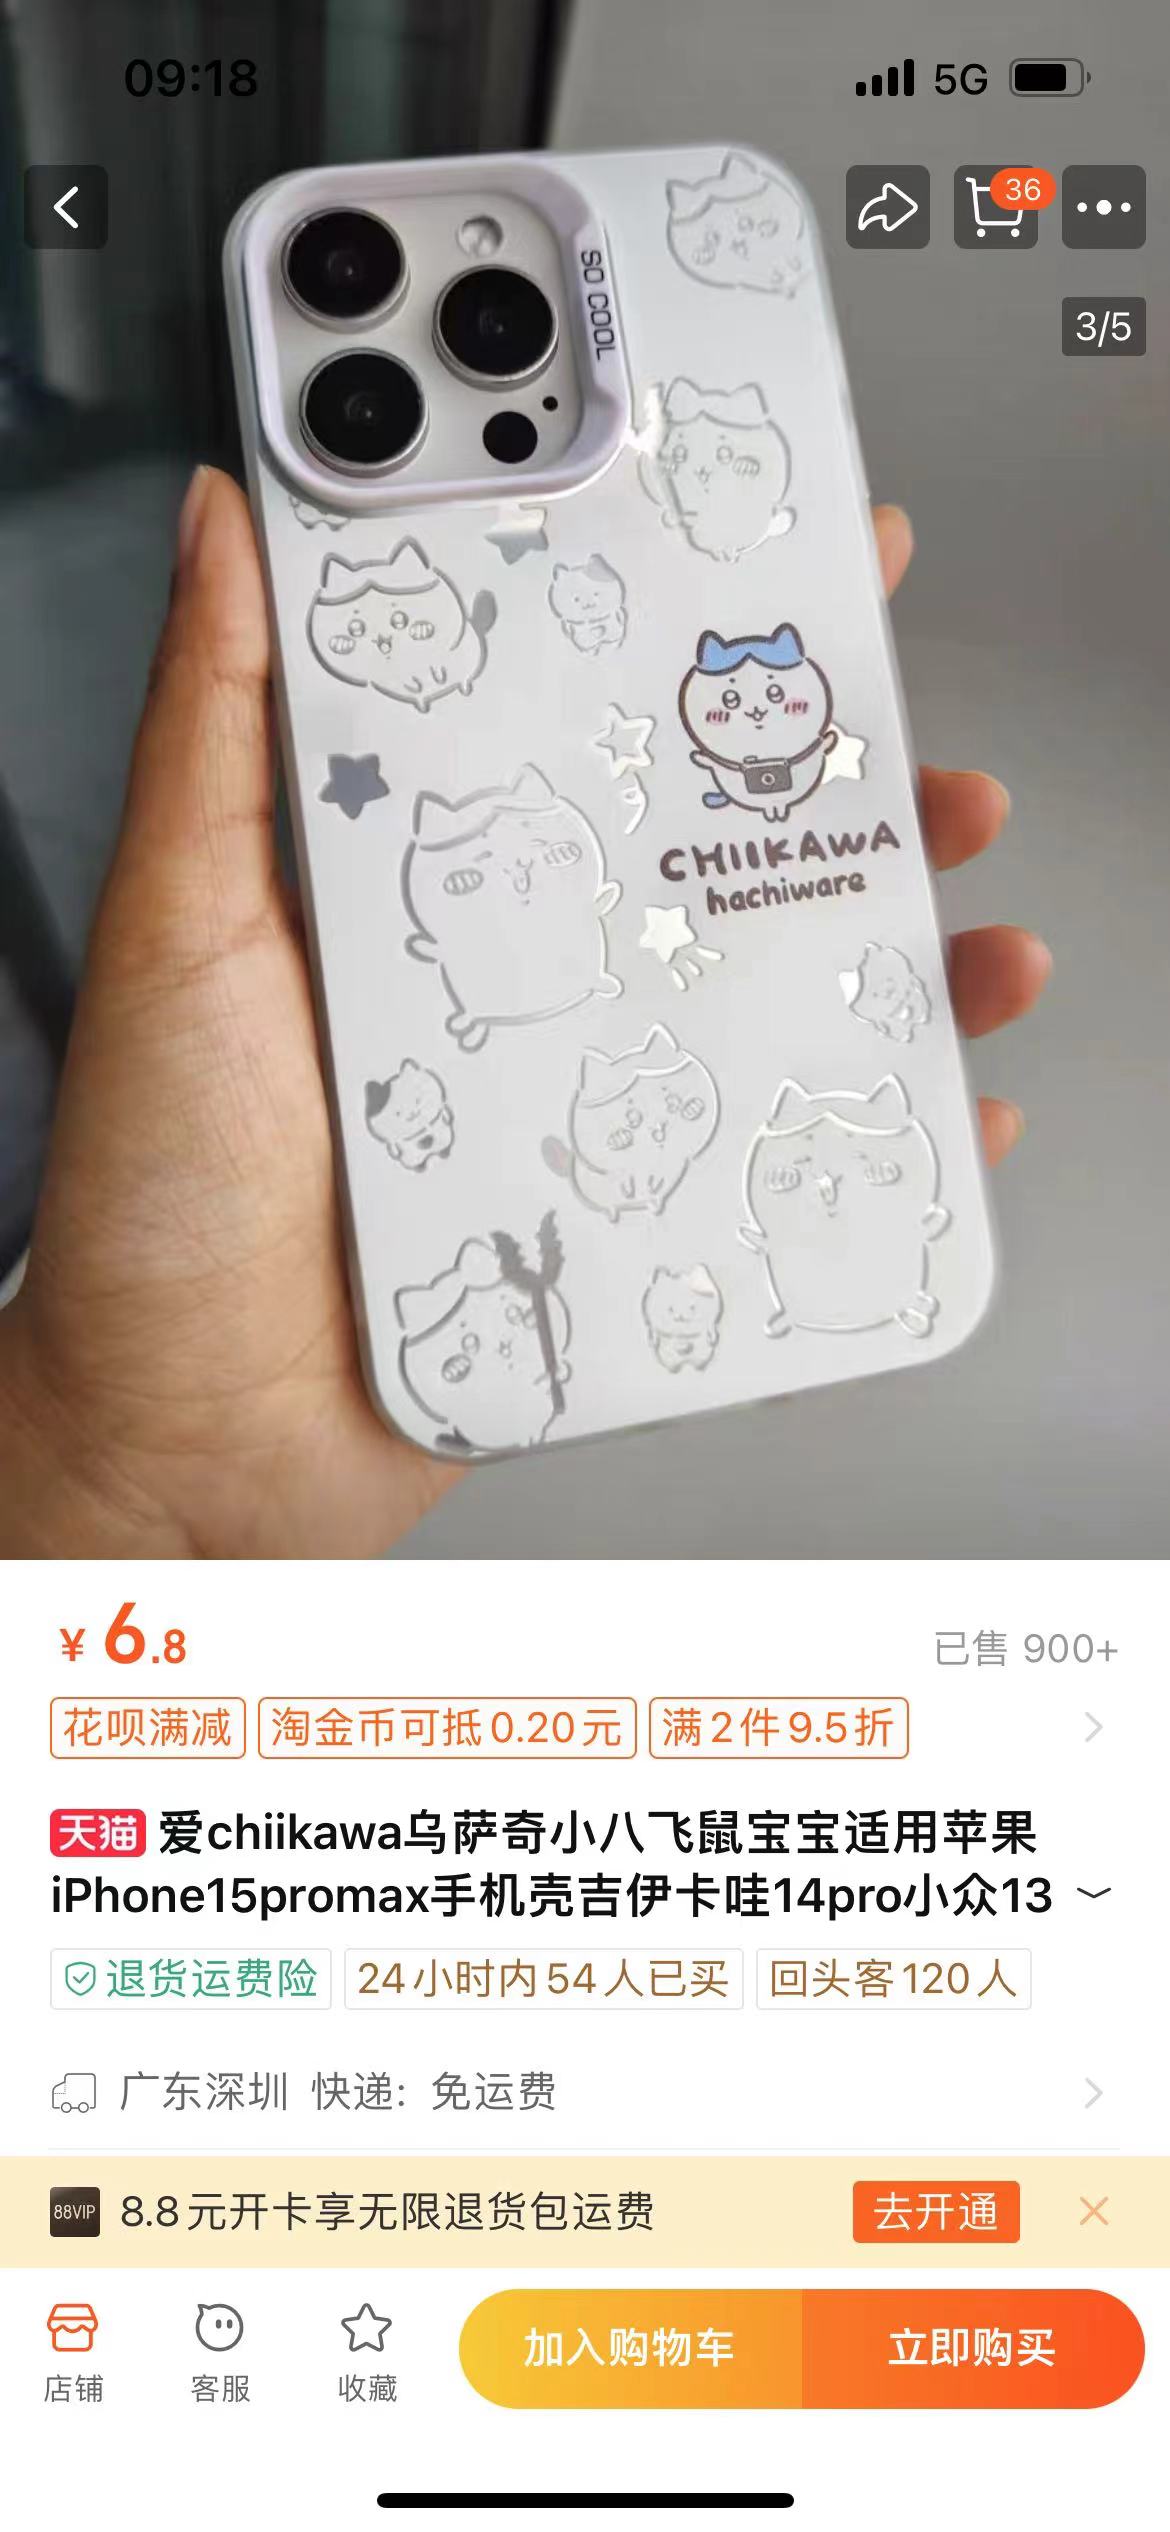 09:18
5G
36
3/5
SO COOL
CHIIKAWA
hachiware
¥ 6.8
已售 900+
花呗满减
淘金币可抵0.20元
满2件9.5折
天猫 爱chiikawa乌萨奇小八飞鼠宝宝适用苹果
iPhone15promax手机壳吉伊卡哇14pro小众13
退货运费险
24小时内54人已买
回头客120人
广东深圳 快递: 免运费
88VIP 8.8元开卡享无限退货包运费
去开通
店铺
客服
收藏
加入购物车
立即购买